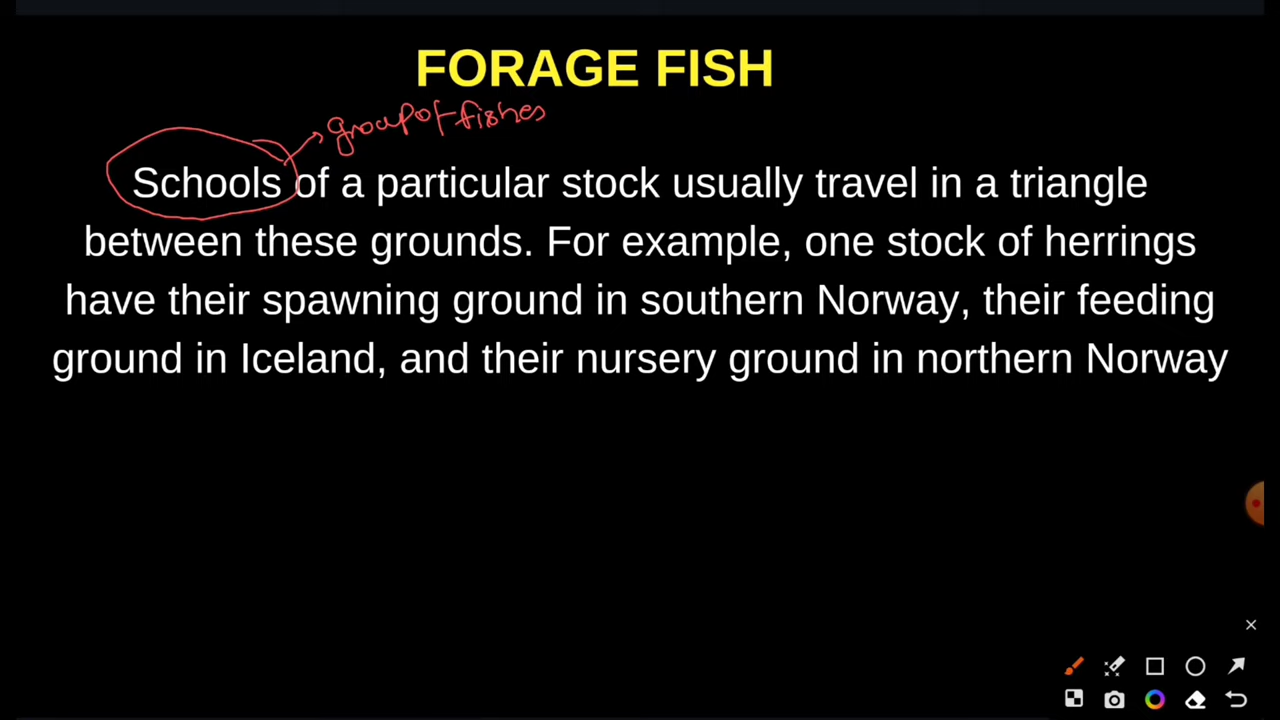 FORAGE FISH
group of fishes
Schools of a particular stock usually travel in a triangle
between these grounds. For example, one stock of herrings
have their spawning ground in southern Norway, their feeding
ground in Iceland, and their nursery ground in northern Norway